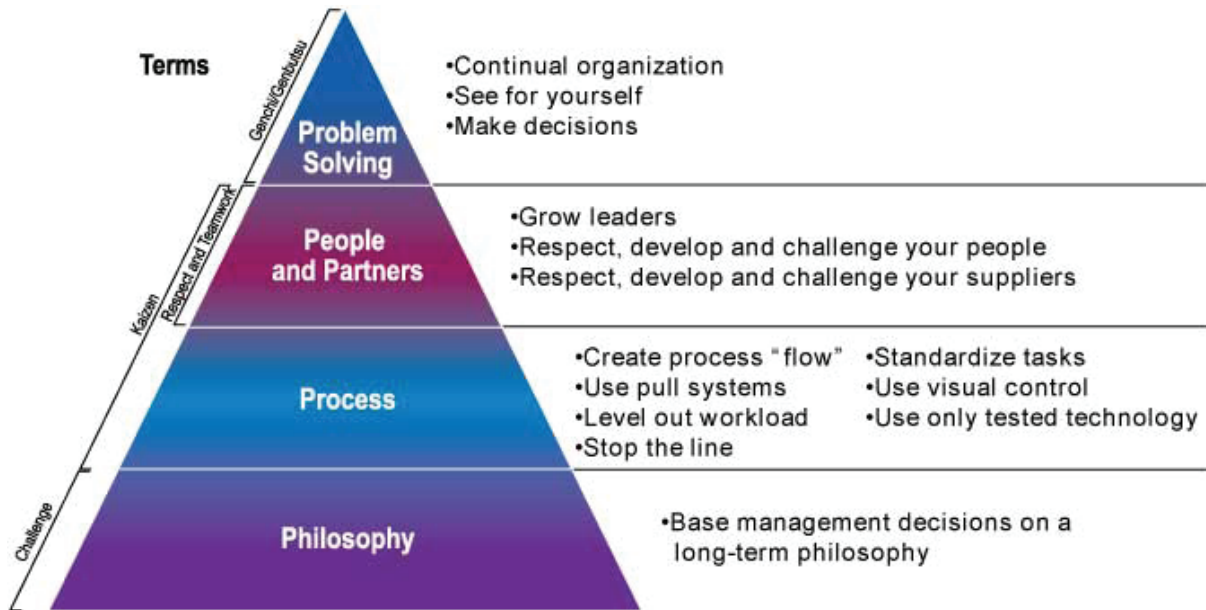 Terms
Genchi/Genbutsu
Respect and Teamwork
Kaizen
Challenge
Problem
Solving
•Continual organization
•See for yourself
•Make decisions
People
and Partners
•Grow leaders
•Respect, develop and challenge your people
•Respect, develop and challenge your suppliers
Process
•Create process “flow”
•Use pull systems
•Level out workload
•Stop the line
•Standardize tasks
•Use visual control
•Use only tested technology
Philosophy
•Base management decisions on a
long-term philosophy